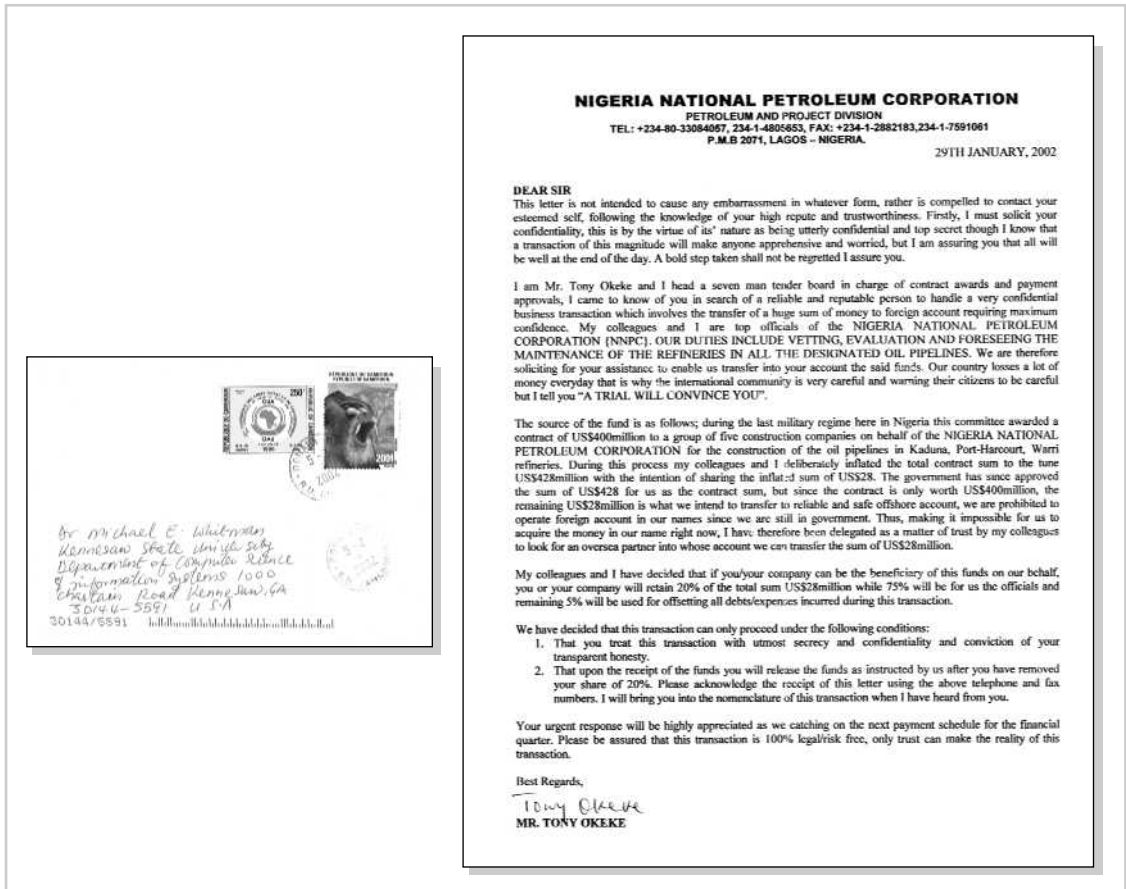 REPUBLIQUE DU CAMEROUN
250F
2001
Dr Michael E. Whitman
Kennesaw State University
Department of Computer Science
& information Systems 1000
Chastain Road Kennesaw, GA
30144-5591 U S A
30144/5591
NIGERIA NATIONAL PETROLEUM CORPORATION
PETROLEUM AND PROJECT DIVISION
TEL: +234-80-33084057, 234-1-4805653, FAX: +234-1-2882183,234-1-7591061
P.M.B 2071, LAGOS – NIGERIA.
29TH JANUARY, 2002
DEAR SIR
This letter is not intended to cause any embarrassment in whatever form, rather is compelled to contact your
esteemed self, following the knowledge of your high repute and trustworthiness. Firstly, I must solicit your
confidentiality, this is by the virtue of its' nature as being utterly confidential and top secret though I know that
a transaction of this magnitude will make anyone apprehensive and worried, but I am assuring you that all will
be well at the end of the day. A bold step taken shall not be regretted I assure you.
I am Mr. Tony Okeke and I head a seven man tender board in charge of contract awards and payment
approvals, I came to know of you in search of a reliable and reputable person to handle a very confidential
business transaction which involves the transfer of a huge sum of money to foreign account requiring maximum
confidence. My colleagues and I are top officials of the NIGERIA NATIONAL PETROLEUM
CORPORATION {NNPC}. OUR DUTIES INCLUDE VETTING, EVALUATION AND FORESEEING THE
MAINTENANCE OF THE REFINERIES IN ALL THE DESIGNATED OIL PIPELINES. We are therefore
soliciting for your assistance to enable us transfer into your account the said funds. Our country losses a lot of
money everyday that is why the international community is very careful and warning their citizens to be careful
but I tell you “A TRIAL WILL CONVINCE YOU”.
The source of the fund is as follows; during the last military regime here in Nigeria this committee awarded a
contract of US$400million to a group of five construction companies on behalf of the NIGERIA NATIONAL
PETROLEUM CORPORATION for the construction of the oil pipelines in Kaduna, Port-Harcourt, Warri
refineries. During this process my colleagues and I deliberately inflated the total contract sum to the tune
US$428million with the intention of sharing the inflated sum of US$28. The government has since approved
the sum of US$428 for us as the contract sum, but since the contract is only worth US$400million, the
remaining US$28million is what we intend to transfer to reliable and safe offshore account, we are prohibited to
operate foreign account in our names since we are still in government. Thus, making it impossible for us to
acquire the money in our name right now, I have therefore been delegated as a matter of trust by my colleagues
to look for an oversea partner into whose account we can transfer the sum of US$28million.
My colleagues and I have decided that if you/your company can be the beneficiary of this funds on our behalf,
you or your company will retain 20% of the total sum US$28million while 75% will be for us the officials and
remaining 5% will be used for offsetting all debts/expenses incurred during this transaction.
We have decided that this transaction can only proceed under the following conditions:
1. That you treat this transaction with utmost secrecy and confidentiality and conviction of your
transparent honesty.
2. That upon the receipt of the funds you will release the funds as instructed by us after you have removed
your share of 20%. Please acknowledge the receipt of this letter using the above telephone and fax
numbers. I will bring you into the nomenclature of this transaction when I have heard from you.
Your urgent response will be highly appreciated as we catching on the next payment schedule for the financial
quarter. Please be assured that this transaction is 100% legal/risk free, only trust can make the reality of this
transaction.
Best Regards,
Tony Okeke
MR. TONY OKEKE